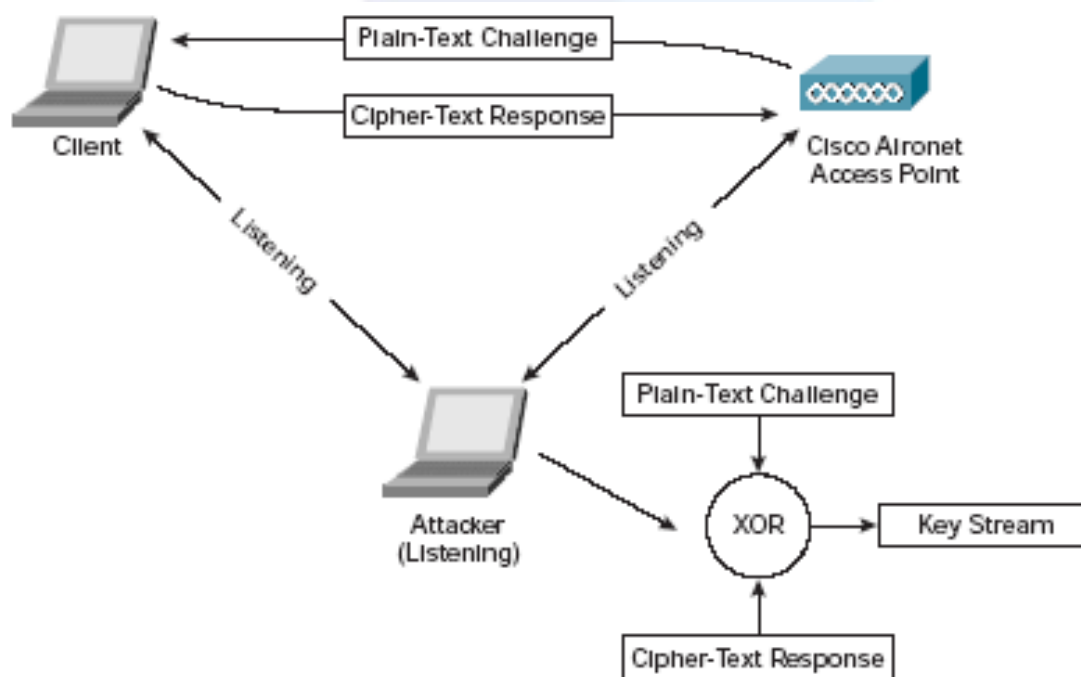 Plain-Text Challenge
Cipher-Text Response
Client
Cisco Aironet
Access Point
Listening
Listening
Plain-Text Challenge
Attacker
(Listening)
XOR
Key Stream
Cipher-Text Response